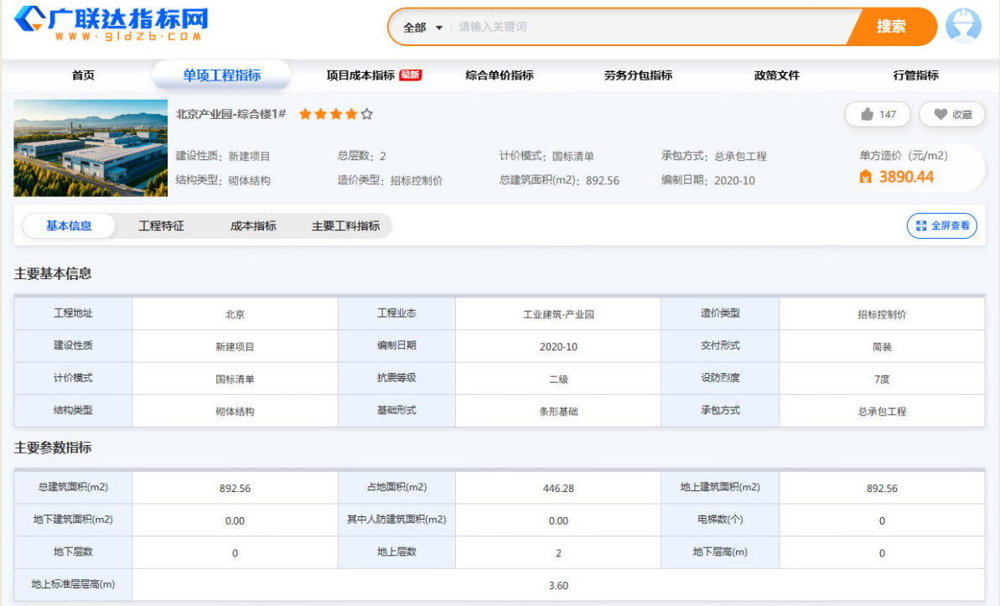 广联达指标网
www.gldzb.com
全部 请输入关键词 搜索
首页 单项工程指标 项目成本指标 最新 综合单价指标 劳务分包指标 政策文件 行管指标
北京产业园-综合楼1# 147 收藏
建设性质：新建项目 总层数：2 计价模式：国标清单 承包方式：总承包工程 单方造价（元/m2）
结构类型：砌体结构 造价类型：招标控制价 总建筑面积(m2)：892.56 编制日期：2020-10 3890.44
基本信息 工程特征 成本指标 主要工料指标 全屏查看
主要基本信息
工程地址 北京 工程业态 工业建筑-产业园 造价类型 招标控制价
建设性质 新建项目 编制日期 2020-10 交付形式 简装
计价模式 国标清单 抗震等级 二级 设防烈度 7度
结构类型 砌体结构 基础形式 条形基础 承包方式 总承包工程
主要参数指标
总建筑面积(m2) 892.56 占地面积(m2) 446.28 地上建筑面积(m2) 892.56
地下建筑面积(m2) 0.00 其中人防建筑面积(m2) 0.00 电梯数(个) 0
地下层数 0 地上层数 2 地下层高(m) 0
地上标准层层高(m) 3.60